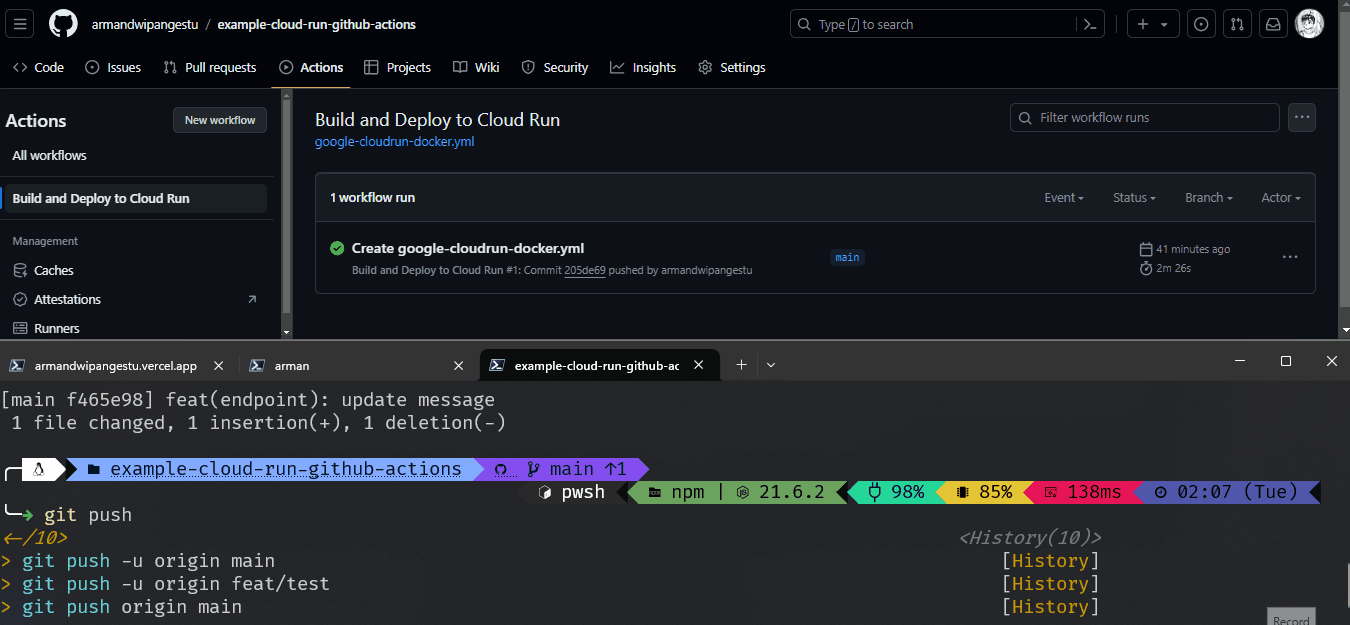 armandwipangestu / example-cloud-run-github-actions
Type / to search
Code Issues Pull requests Actions Projects Wiki Security Insights Settings
Actions
New workflow
All workflows
Build and Deploy to Cloud Run
Management
Caches
Attestations
Runners
Build and Deploy to Cloud Run
google-cloudrun-docker.yml
Filter workflow runs
1 workflow run
Event Status Branch Actor
Create google-cloudrun-docker.yml
Build and Deploy to Cloud Run #1: Commit 205de69 pushed by armandwipangestu
main
41 minutes ago
2m 26s
armandwipangestu.vercel.app
arman
example-cloud-run-github-ac
[main f465e98] feat(endpoint): update message
1 file changed, 1 insertion(+), 1 deletion(-)
example-cloud-run-github-actions main ↑1
pwsh npm | 21.6.2 98% 85% 138ms 02:07 (Tue)
git push
<-/10> <History(10)>
> git push -u origin main [History]
> git push -u origin feat/test [History]
> git push origin main [History]
Record